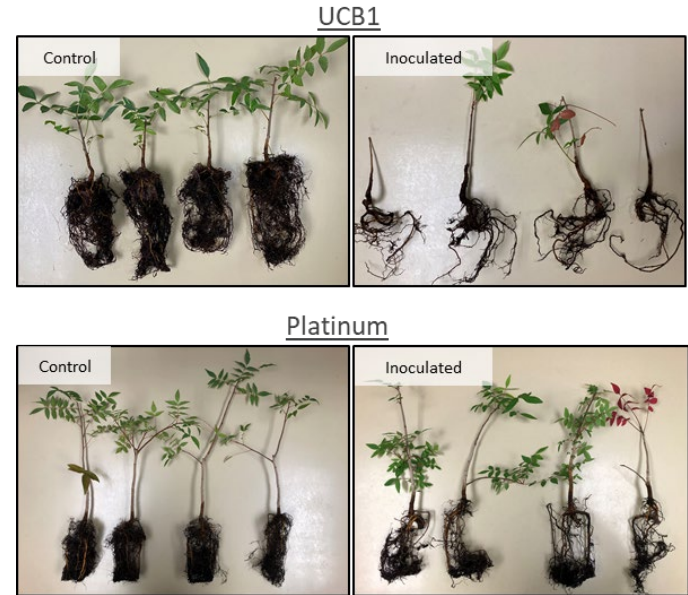 UCB1
Control
Inoculated
Platinum
Control
Inoculated